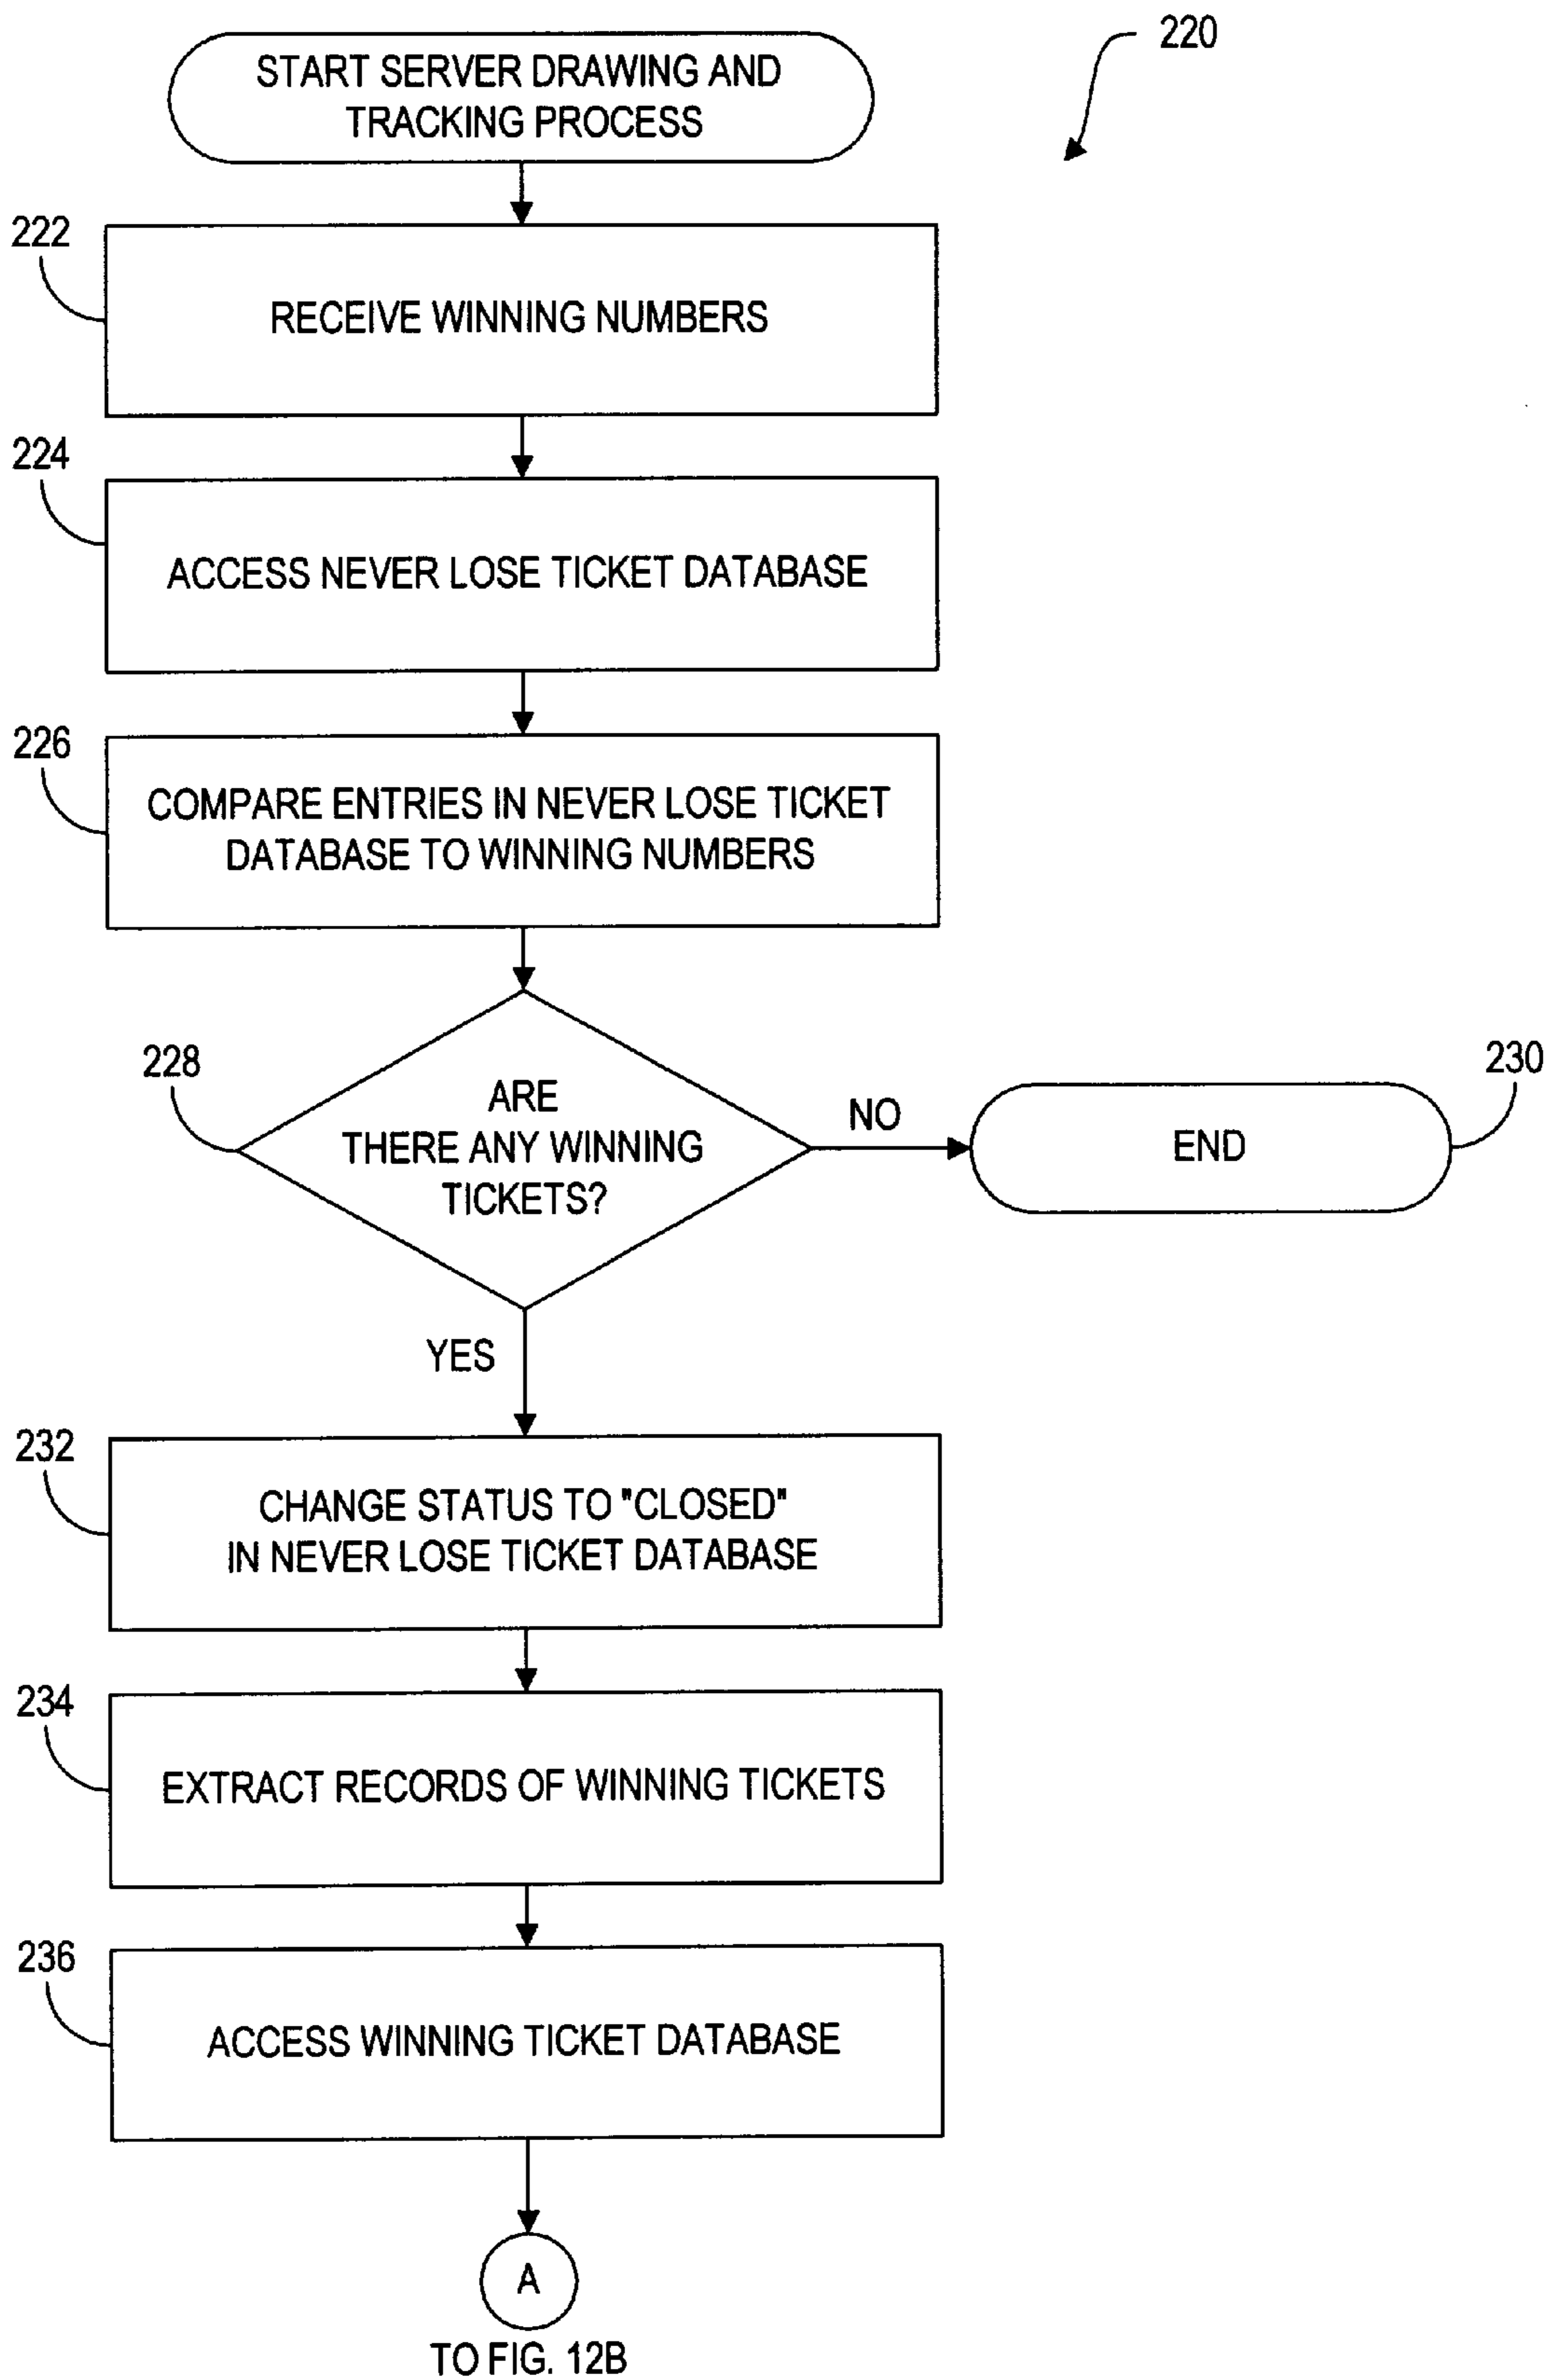 220
START SERVER DRAWING AND
TRACKING PROCESS
222
RECEIVE WINNING NUMBERS
224
ACCESS NEVER LOSE TICKET DATABASE
226
COMPARE ENTRIES IN NEVER LOSE TICKET
DATABASE TO WINNING NUMBERS
228
ARE
THERE ANY WINNING
TICKETS?
NO
END
230
YES
232
CHANGE STATUS TO "CLOSED"
IN NEVER LOSE TICKET DATABASE
234
EXTRACT RECORDS OF WINNING TICKETS
236
ACCESS WINNING TICKET DATABASE
A
TO FIG. 12B